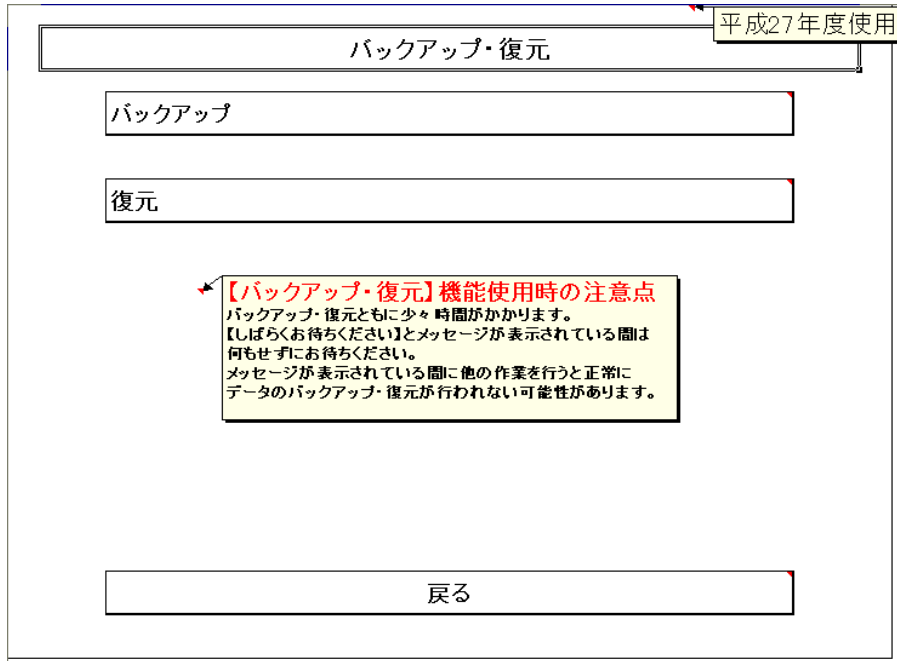 平成27年度使用
バックアップ・復元
バックアップ
復元
【バックアップ・復元】機能使用時の注意点
バックアップ・復元ともに少々時間がかかります。
【しばらくお待ちください】とメッセージが表示されている間は
何もせずにお待ちください。
メッセージが表示されている間に他の作業を行うと正常に
データのバックアップ・復元が行われない可能性があります。
戻る